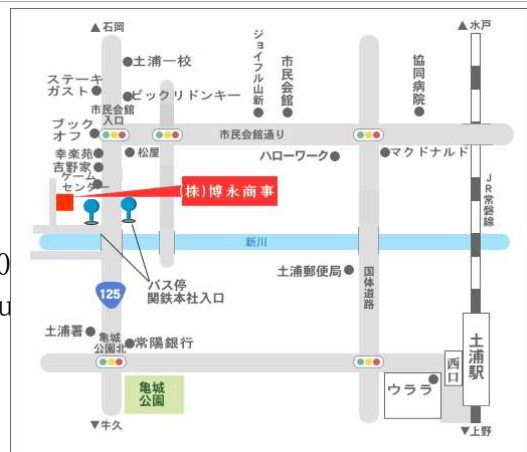 ▲石岡
▲水戸
土浦一校
ジョイフル山新
市民会館
協同病院
ステーキ
ガスト
ビックリドンキー
市民会館
入口
ブック
オフ
市民会館通り
幸楽苑
松屋
ハローワーク
マクドナルド
吉野家
ゲーム
センター
(株)博永商事
JR常磐線
新川
0
u
バス停
関鉄本社入口
土浦郵便局
国体道路
125
土浦署
亀城
公園北
常陽銀行
土浦駅
西口
亀城
公園
ウララ
▼牛久
▼上野